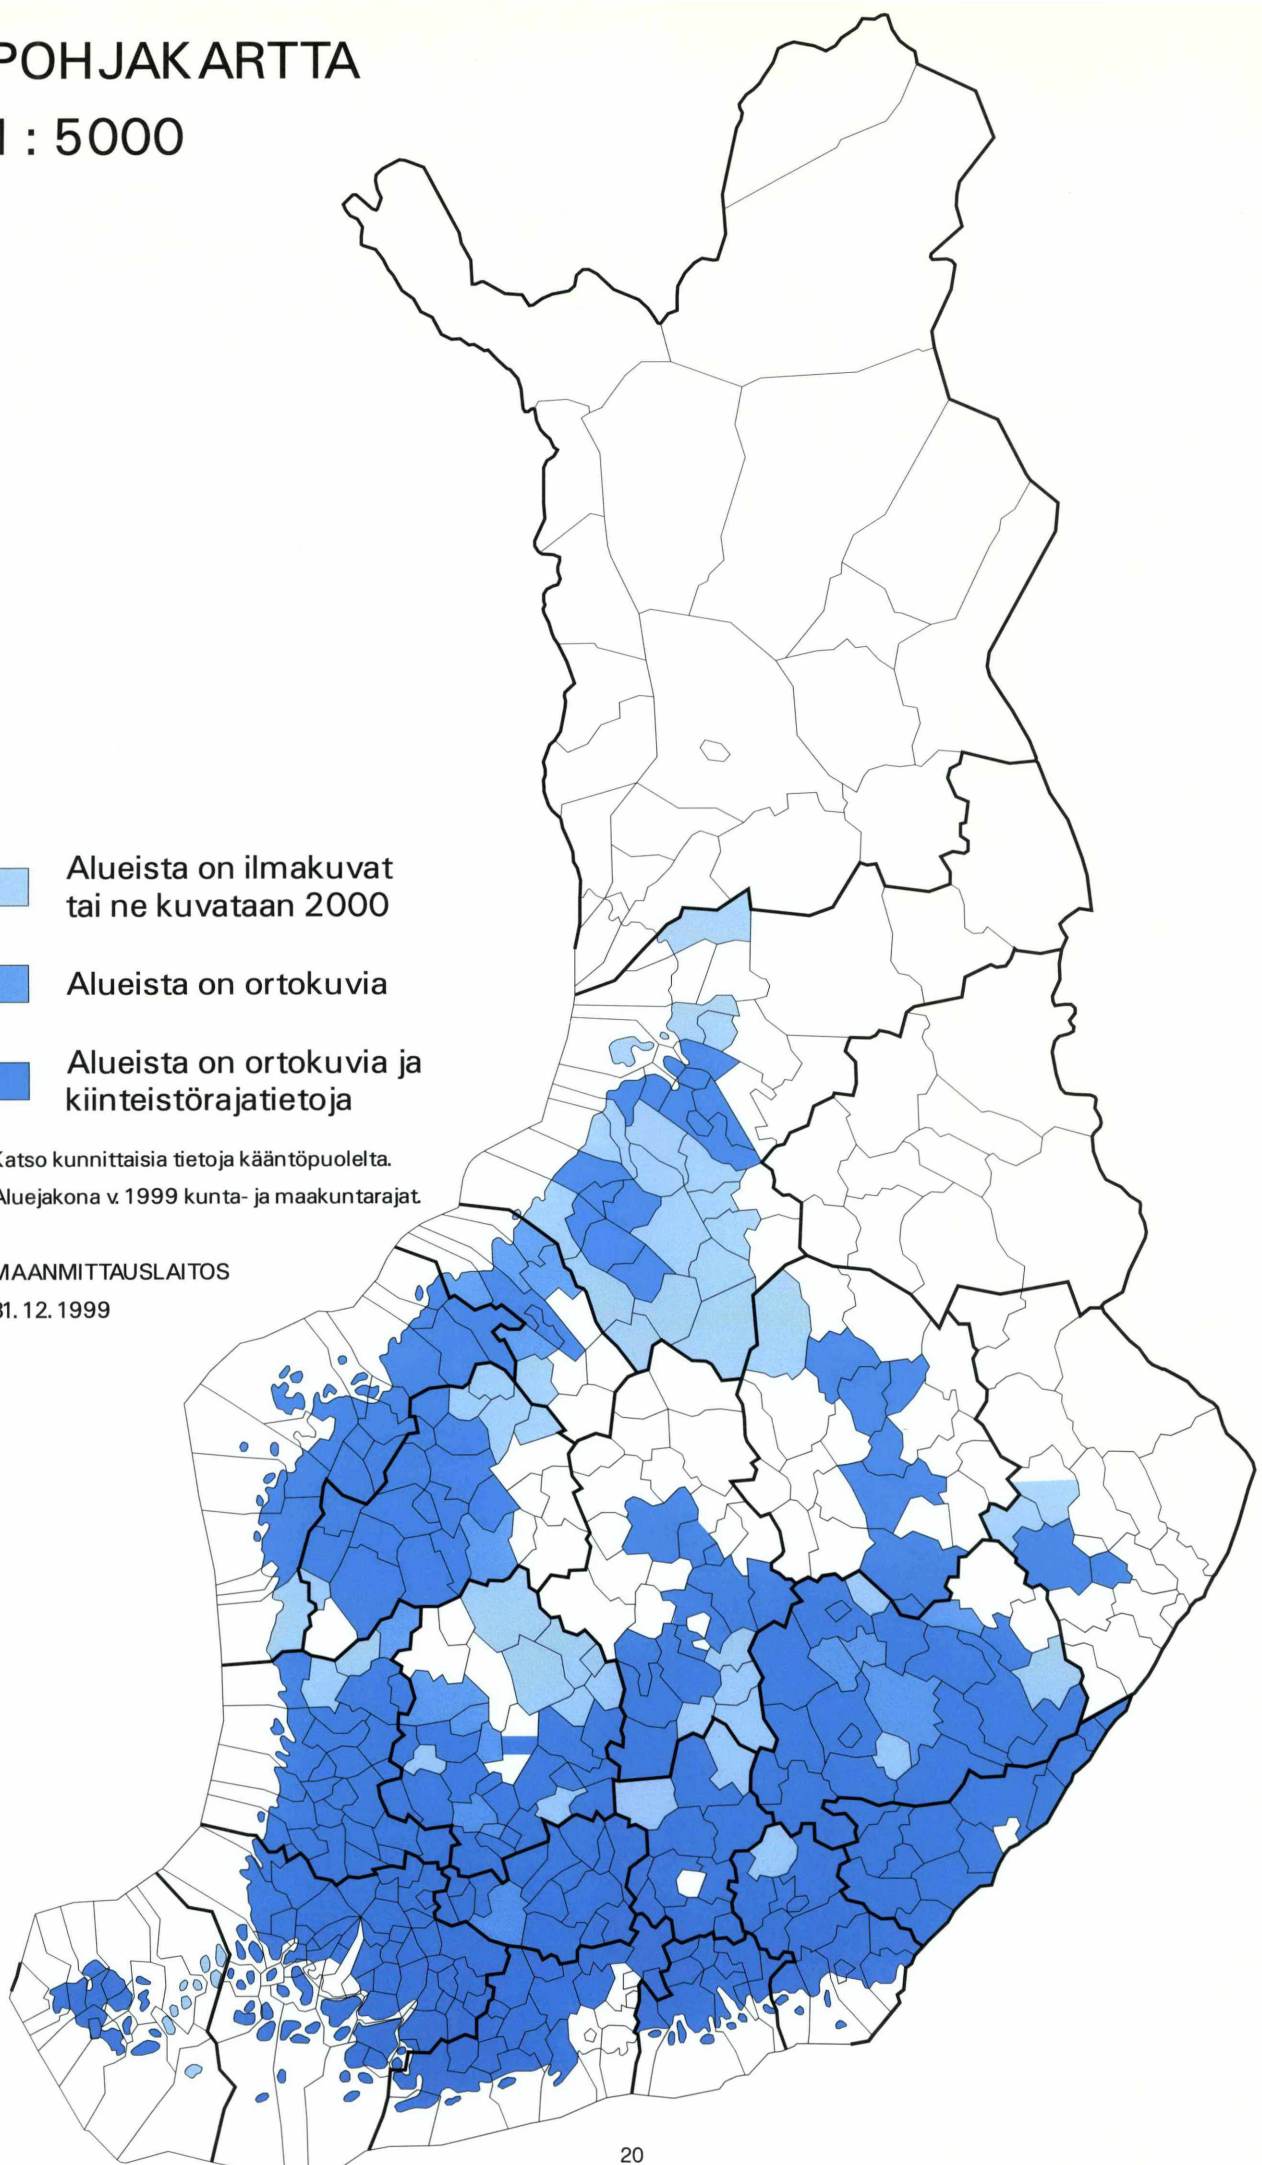 POHJAKARTTA
1 : 5000
Alueista on ilmakuvat
tai ne kuvataan 2000
Alueista on ortokuvia
Alueista on ortokuvia ja
kiinteistörajatietoja
Katso kunnittaisia tietoja kääntöpuolelta.
Aluejakona v. 1999 kunta- ja maakuntarajat.
MAANMITTAUSLAITOS
31. 12. 1999
20